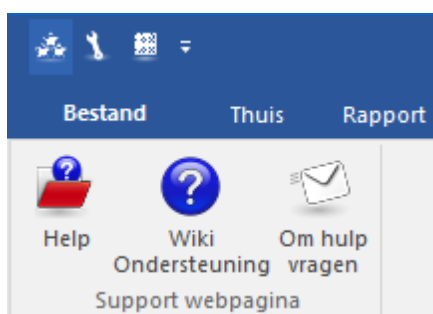 Bestand Thuis Rapport
Help Wiki Ondersteuning Om hulp vragen
Support webpagina